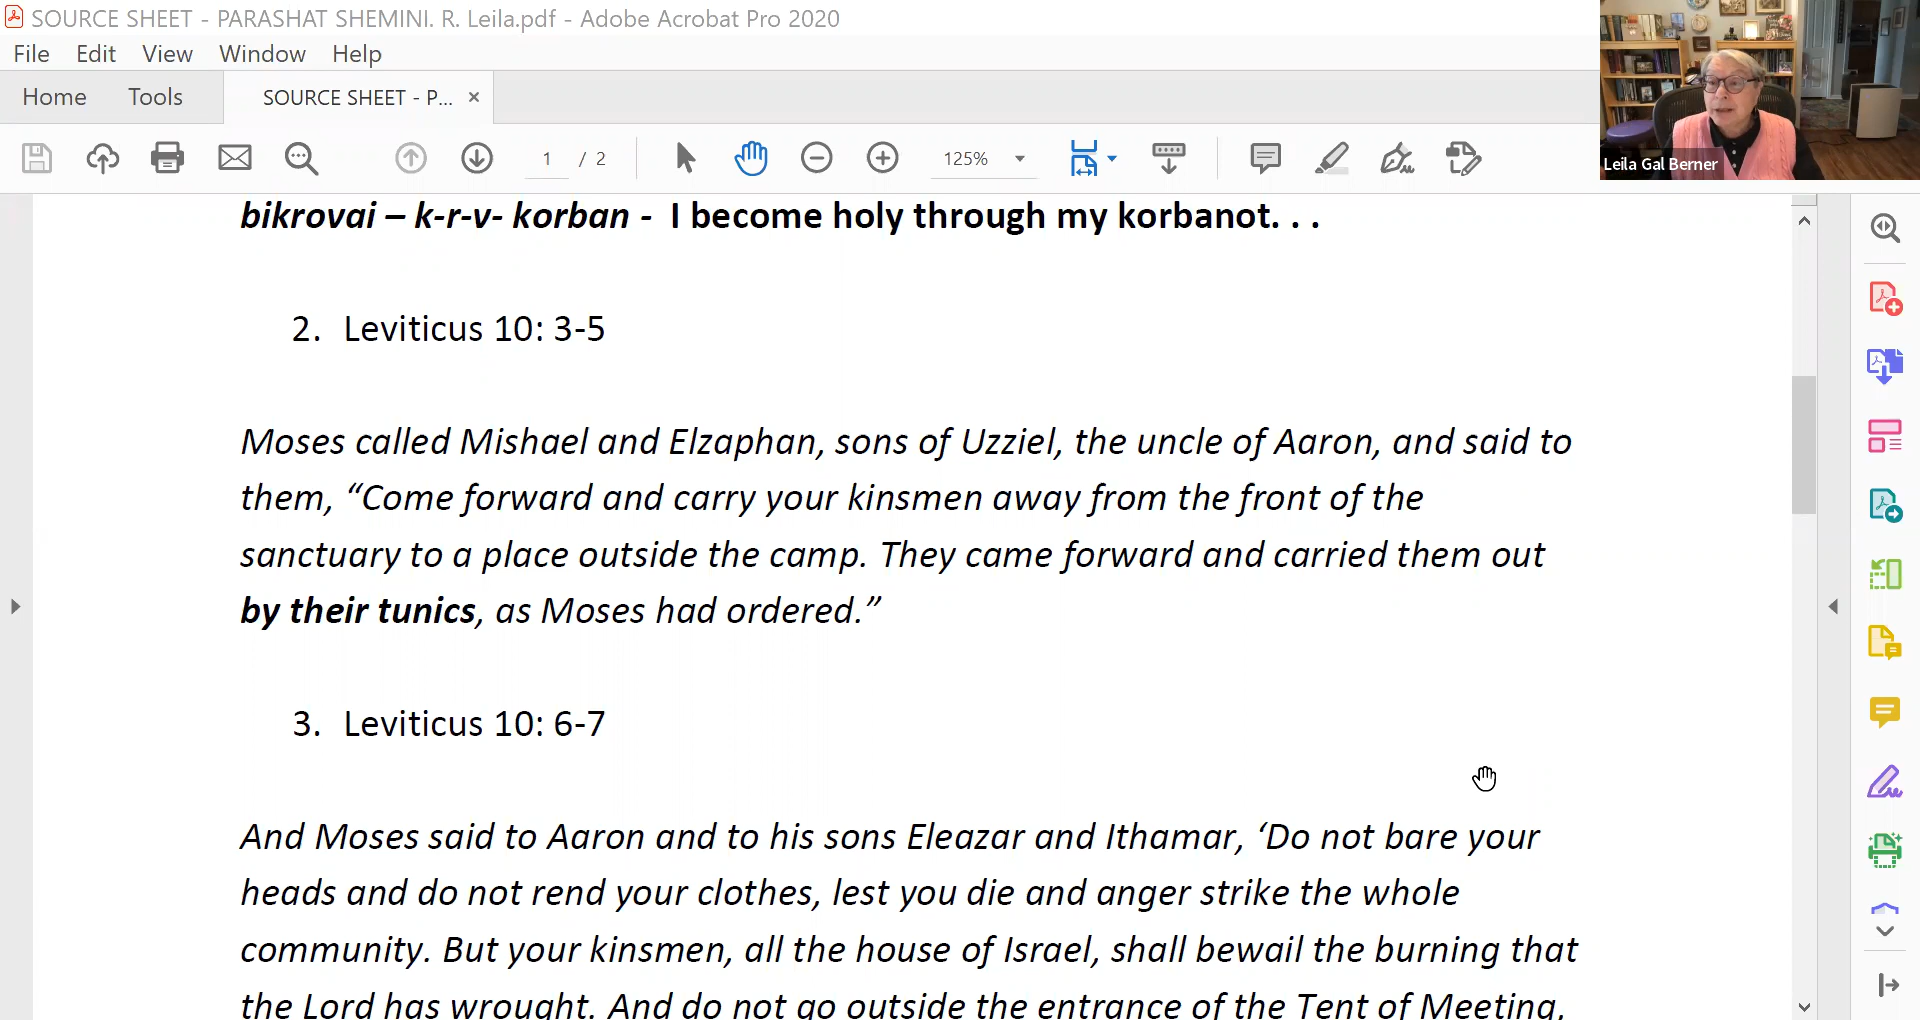 SOURCE SHEET - PARASHAT SHEMINI. R. Leila.pdf - Adobe Acrobat Pro 2020
File Edit View Window Help
Home Tools SOURCE SHEET - P... ×
1 / 2 125%
Leila Gal Berner
bikrovai – k-r-v- korban - I become holy through my korbanot. . .
2. Leviticus 10: 3-5
Moses called Mishael and Elzaphan, sons of Uzziel, the uncle of Aaron, and said to
them, “Come forward and carry your kinsmen away from the front of the
sanctuary to a place outside the camp. They came forward and carried them out
by their tunics, as Moses had ordered.”
3. Leviticus 10: 6-7
And Moses said to Aaron and to his sons Eleazar and Ithamar, ‘Do not bare your
heads and do not rend your clothes, lest you die and anger strike the whole
community. But your kinsmen, all the house of Israel, shall bewail the burning that
the Lord has wrought. And do not go outside the entrance of the Tent of Meeting,